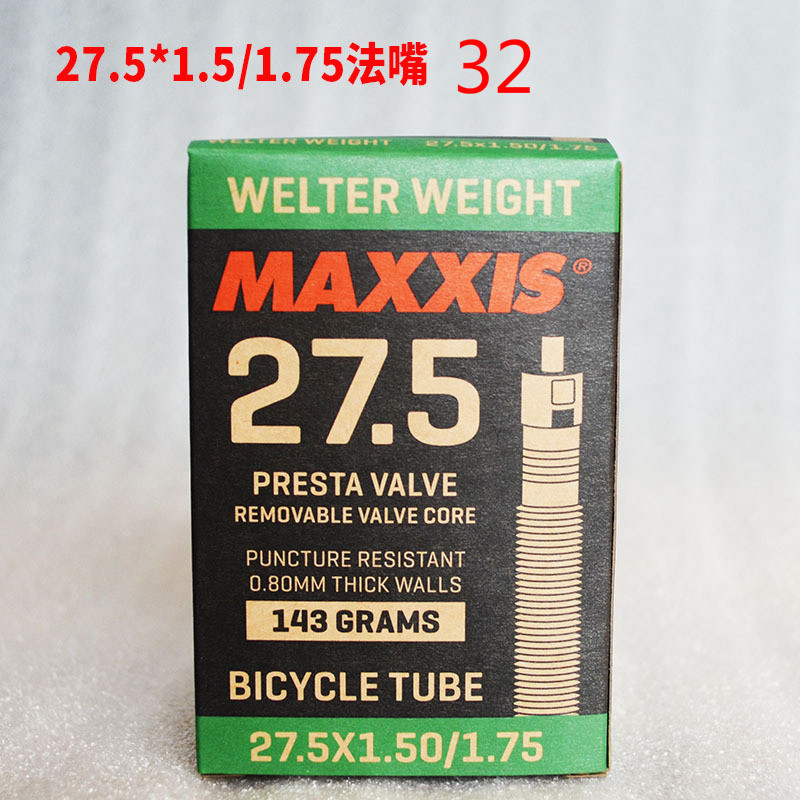 27.5*1.5/1.75法嘴 32
WELTER WEIGHT 27.5X1.50/1.75
WELTER WEIGHT
MAXXIS®
27.5
PRESTA VALVE
REMOVABLE VALVE CORE
PUNCTURE RESISTANT
0.80MM THICK WALLS
143 GRAMS
BICYCLE TUBE
27.5X1.50/1.75